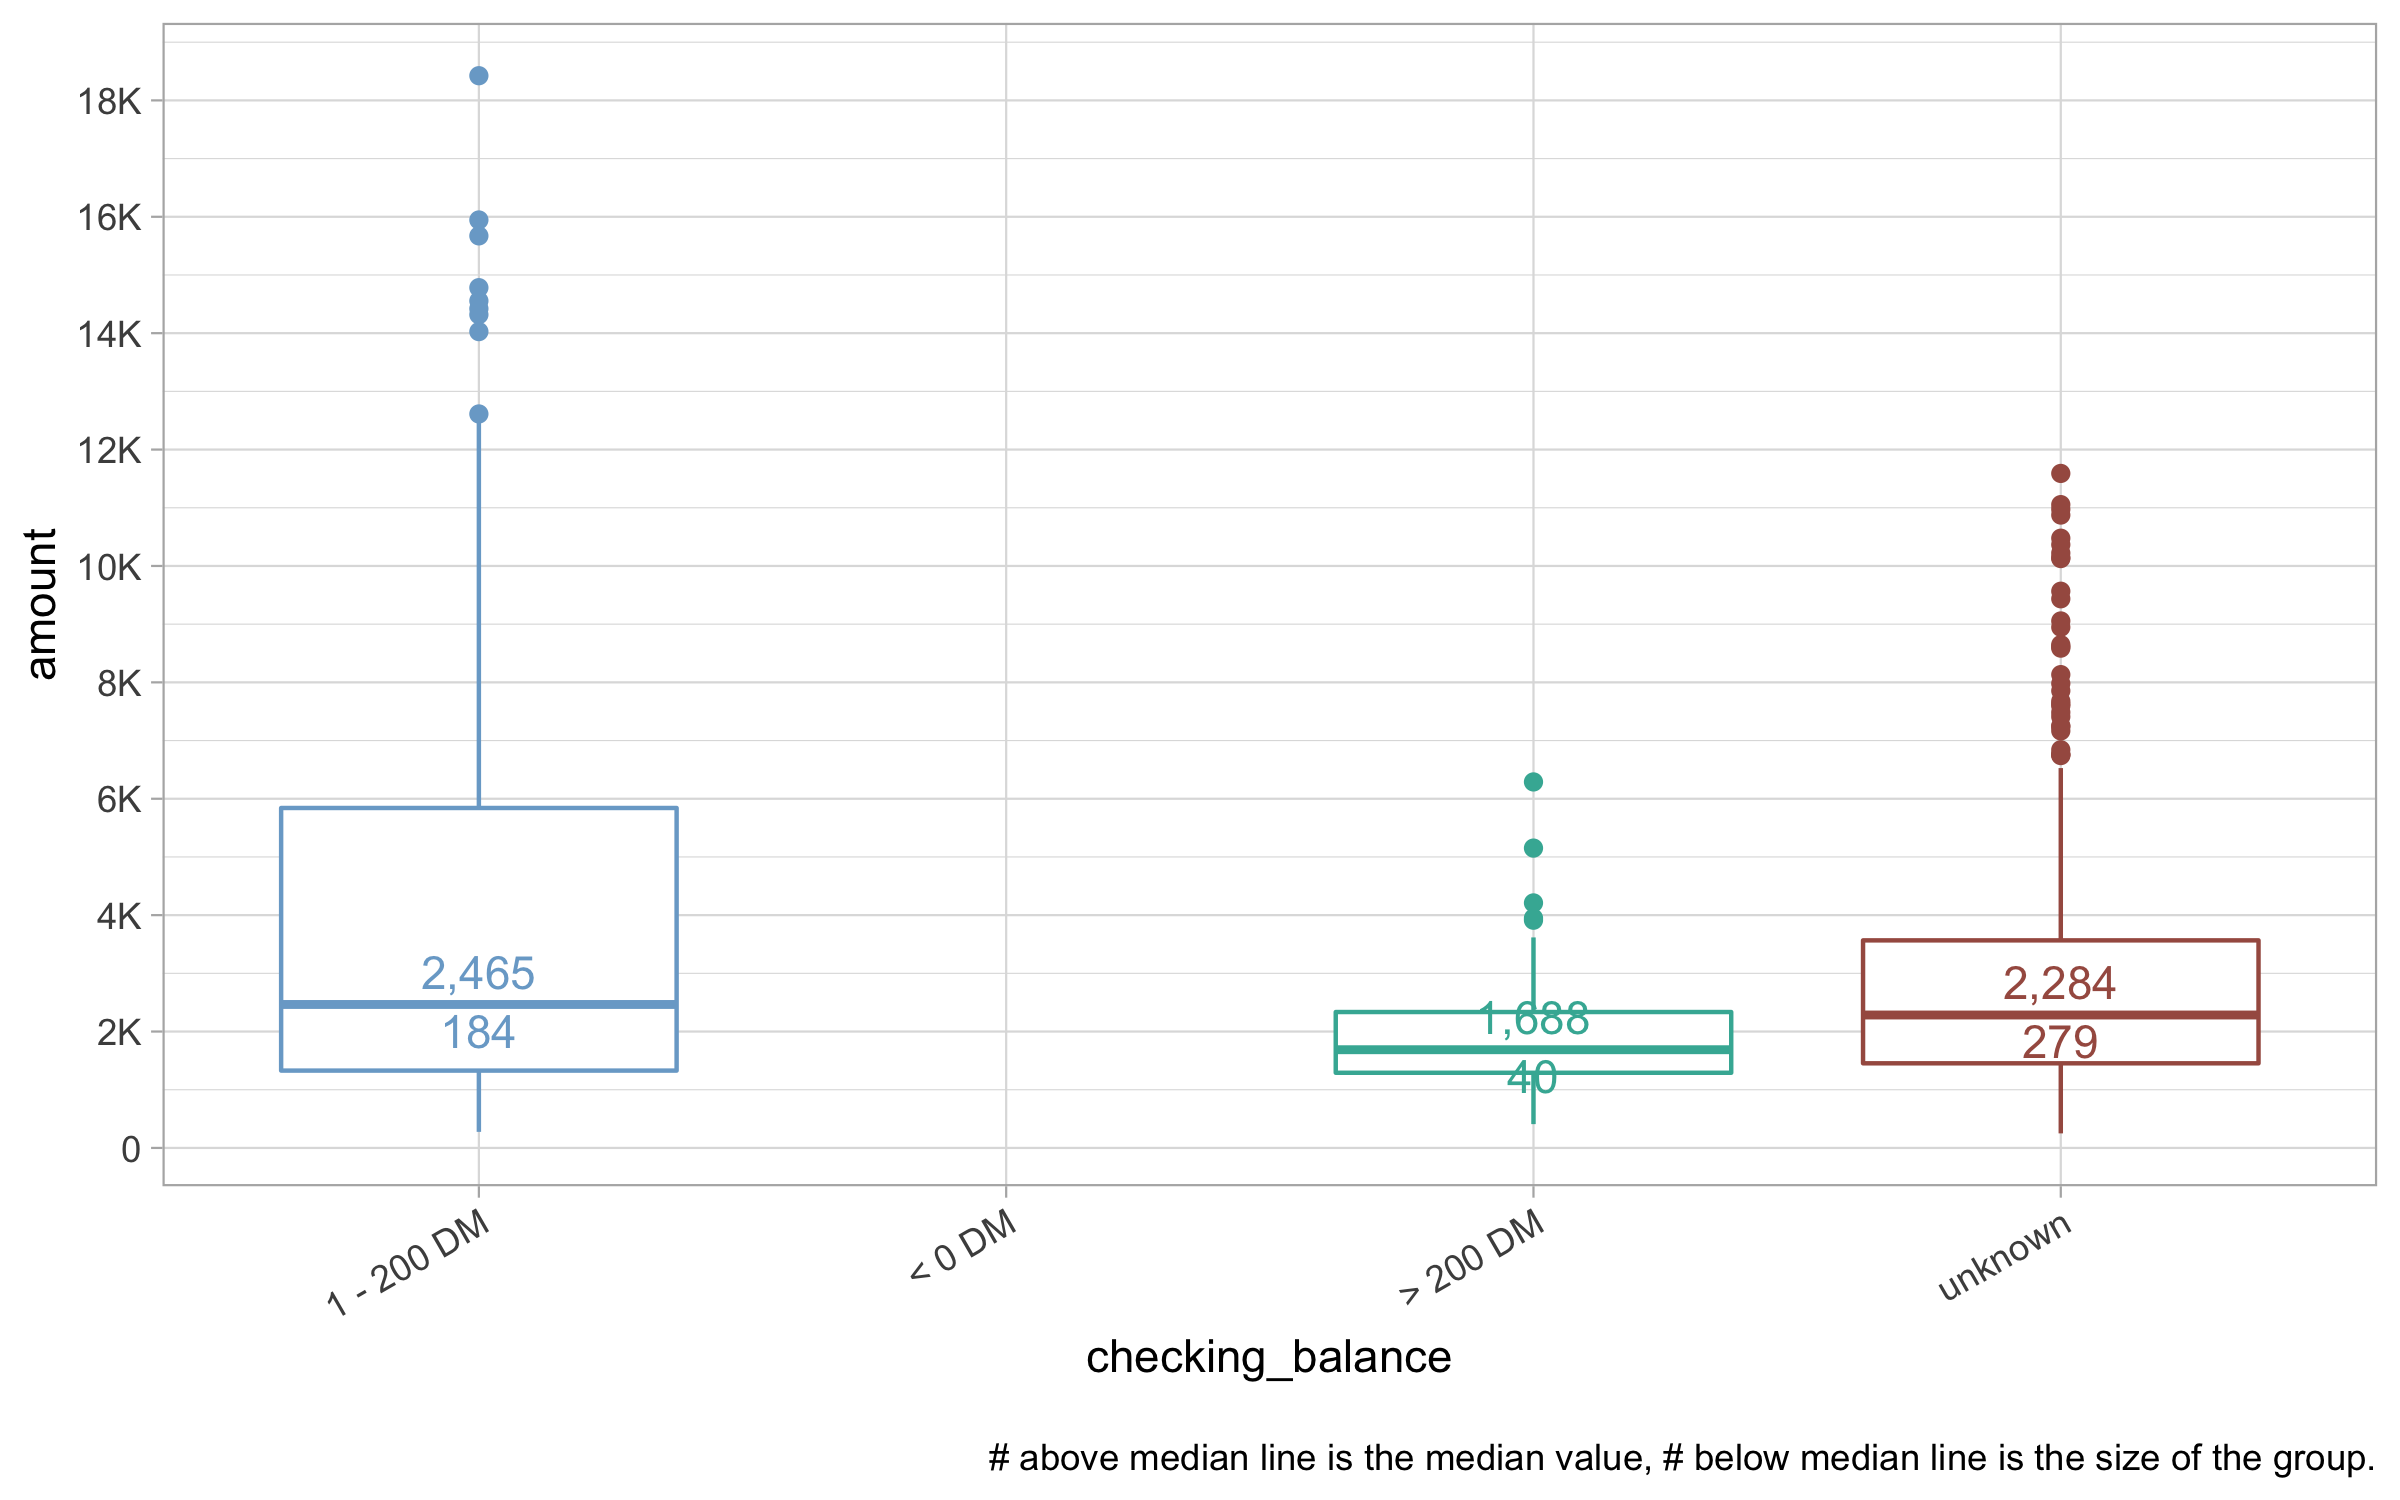 18K
16K
14K
12K
10K
8K
6K
4K
2K
0
amount
2,465
184
1,688
40
2,284
279
1 - 200 DM
< 0 DM
> 200 DM
unknown
checking_balance
# above median line is the median value, # below median line is the size of the group.